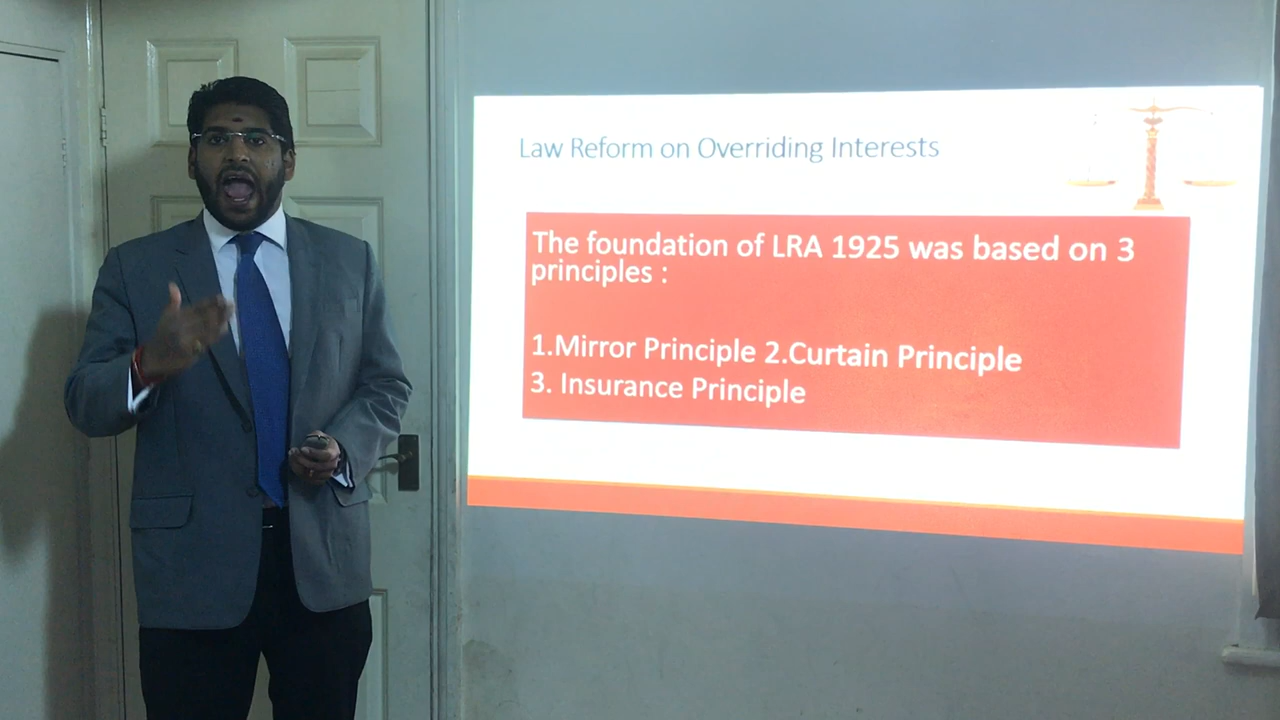 Law Reform on Overriding Interests
The foundation of LRA 1925 was based on 3
principles :
1.Mirror Principle 2.Curtain Principle
3. Insurance Principle